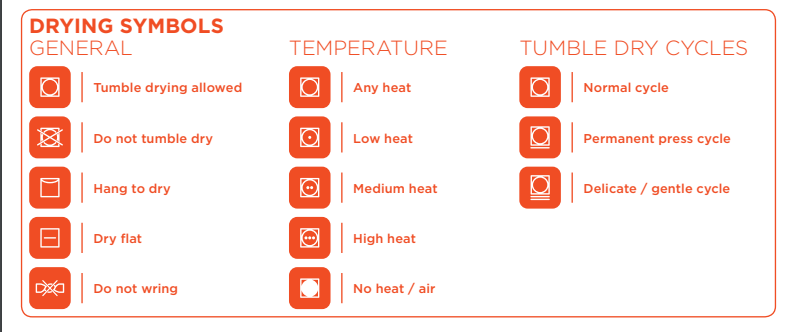 DRYING SYMBOLS
GENERAL
Tumble drying allowed
Do not tumble dry
Hang to dry
Dry flat
Do not wring
TEMPERATURE
Any heat
Low heat
Medium heat
High heat
No heat / air
TUMBLE DRY CYCLES
Normal cycle
Permanent press cycle
Delicate / gentle cycle